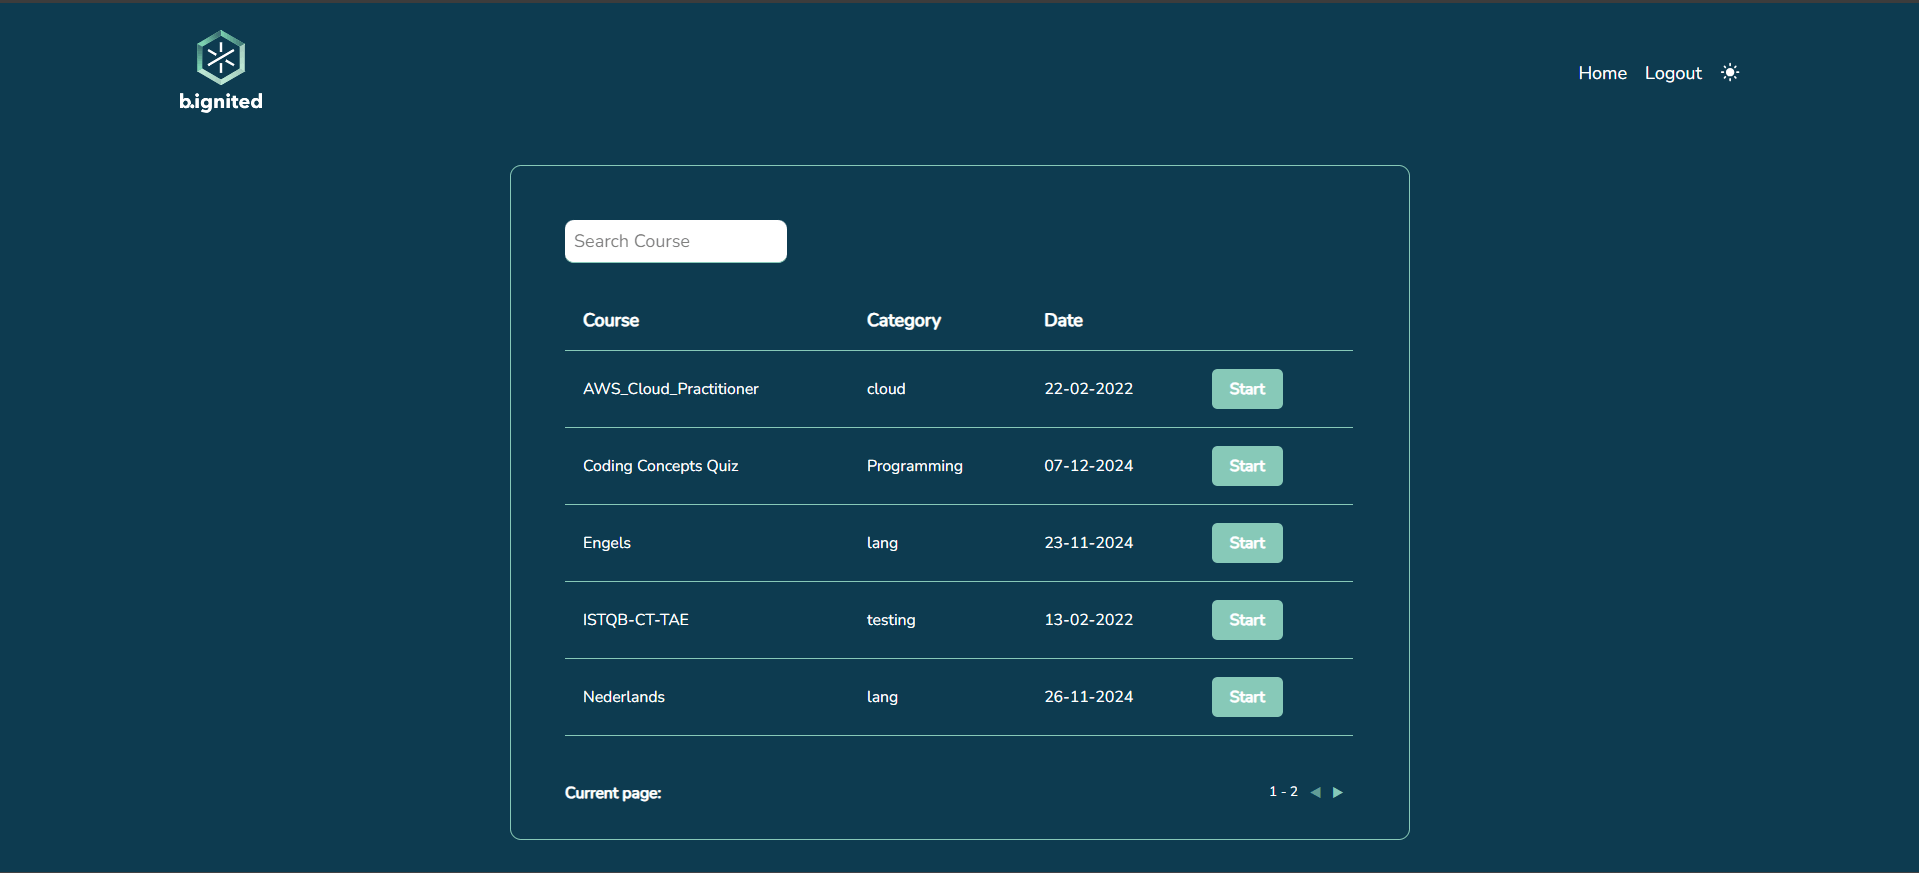 b.ignited
Home Logout
Search Course
Course Category Date
AWS_Cloud_Practitioner cloud 22-02-2022 Start
Coding Concepts Quiz Programming 07-12-2024 Start
Engels lang 23-11-2024 Start
ISTQB-CT-TAE testing 13-02-2022 Start
Nederlands lang 26-11-2024 Start
Current page: 1 - 2